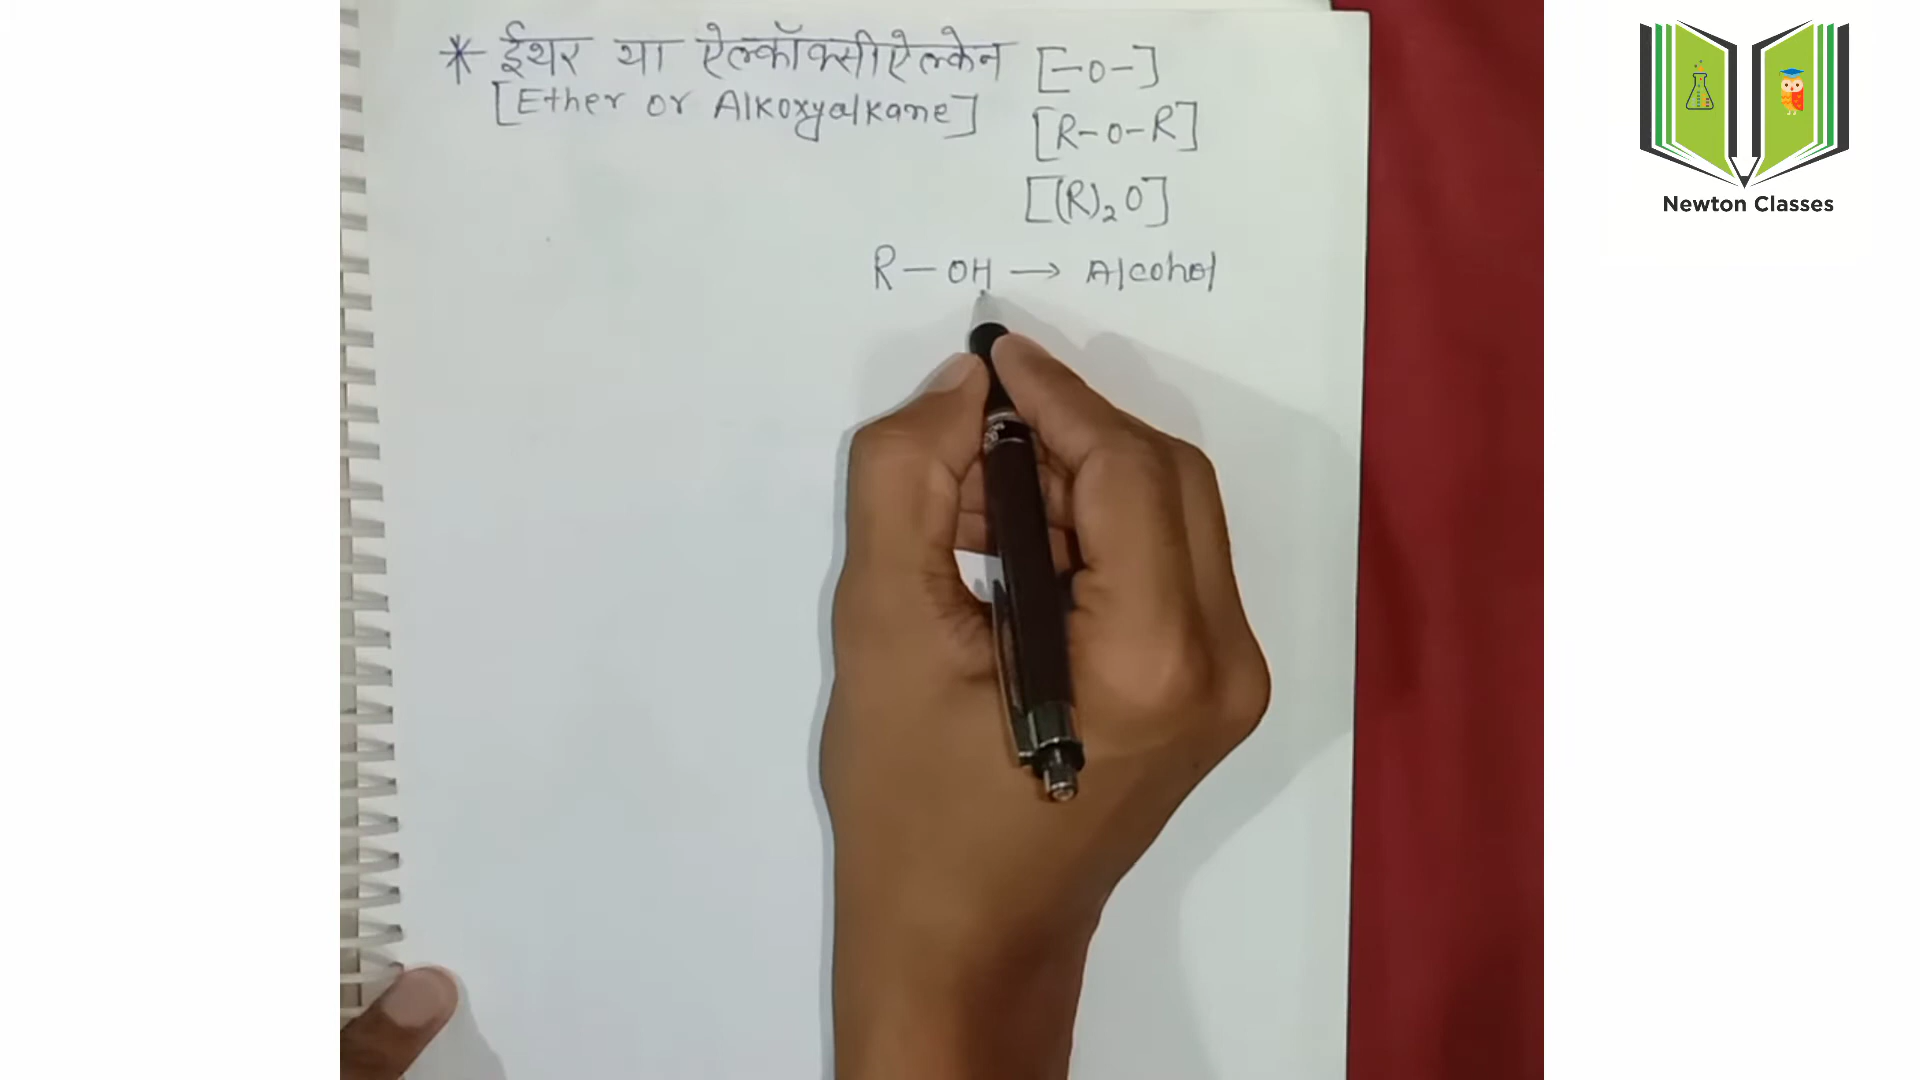 * ईथर या ऐल्कॉक्सीऐल्केन [-O-]
[Ether or Alkoxyalkane]
[R-O-R]
[(R)₂O]
R — OH → Alcohol
Newton Classes